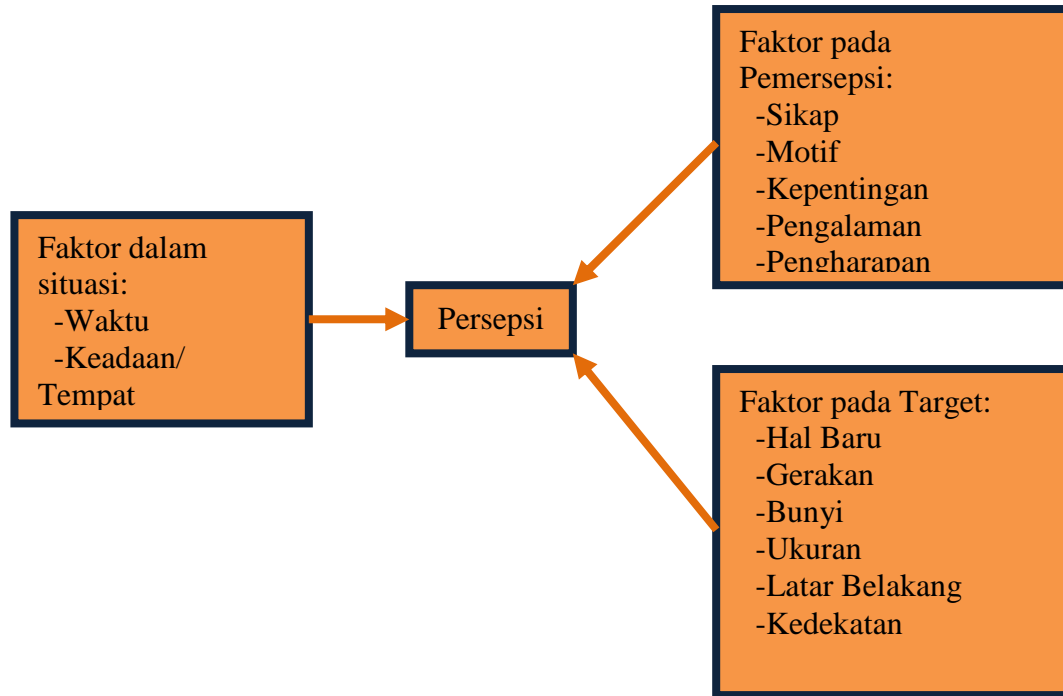 Faktor dalam
situasi:
-Waktu
-Keadaan/
Tempat
Persepsi
Faktor pada
Pemersepsi:
-Sikap
-Motif
-Kepentingan
-Pengalaman
-Pengharapan
Faktor pada Target:
-Hal Baru
-Gerakan
-Bunyi
-Ukuran
-Latar Belakang
-Kedekatan